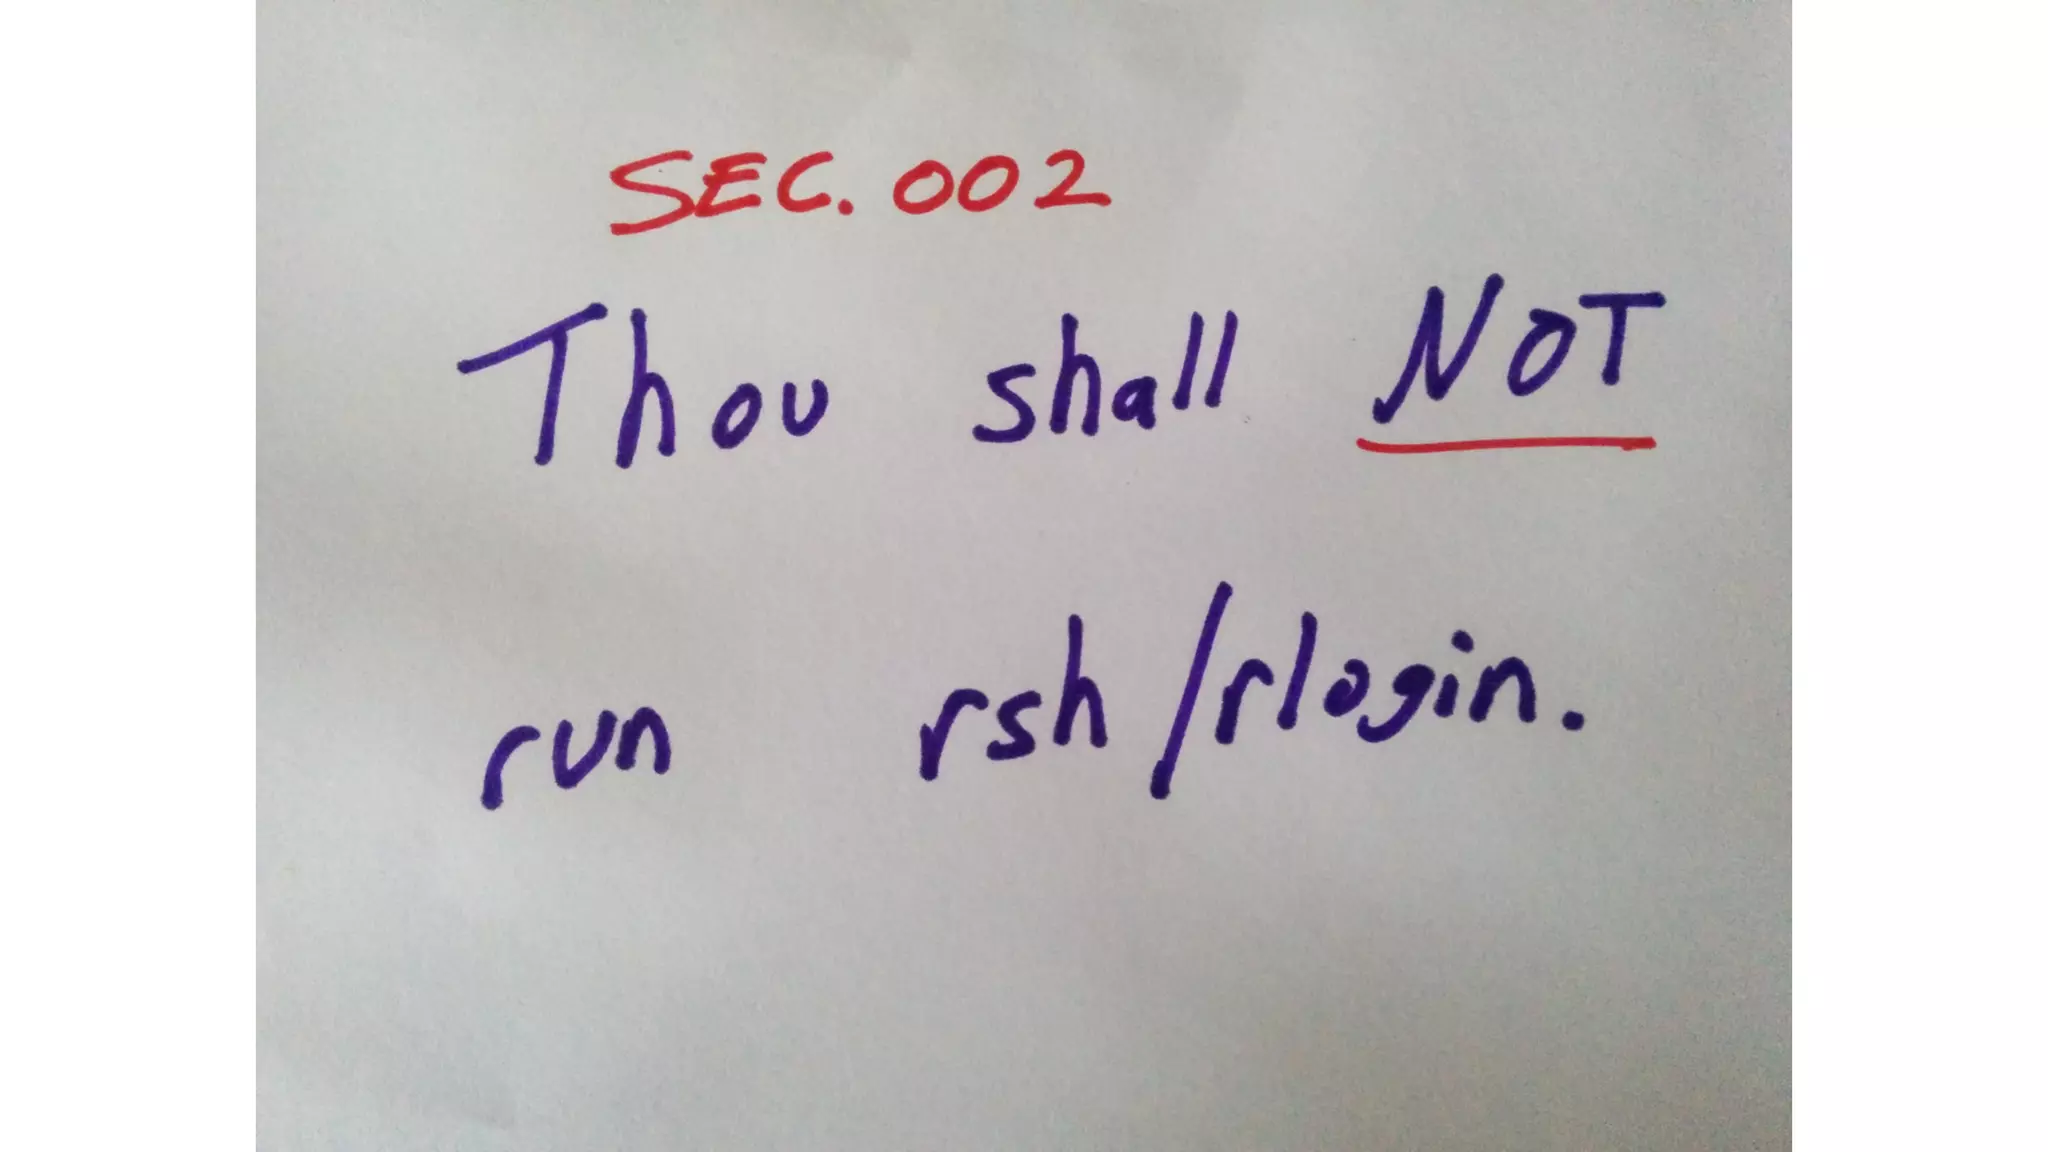 SEC. 002
Thou shall NOT
run rsh/rlogin.